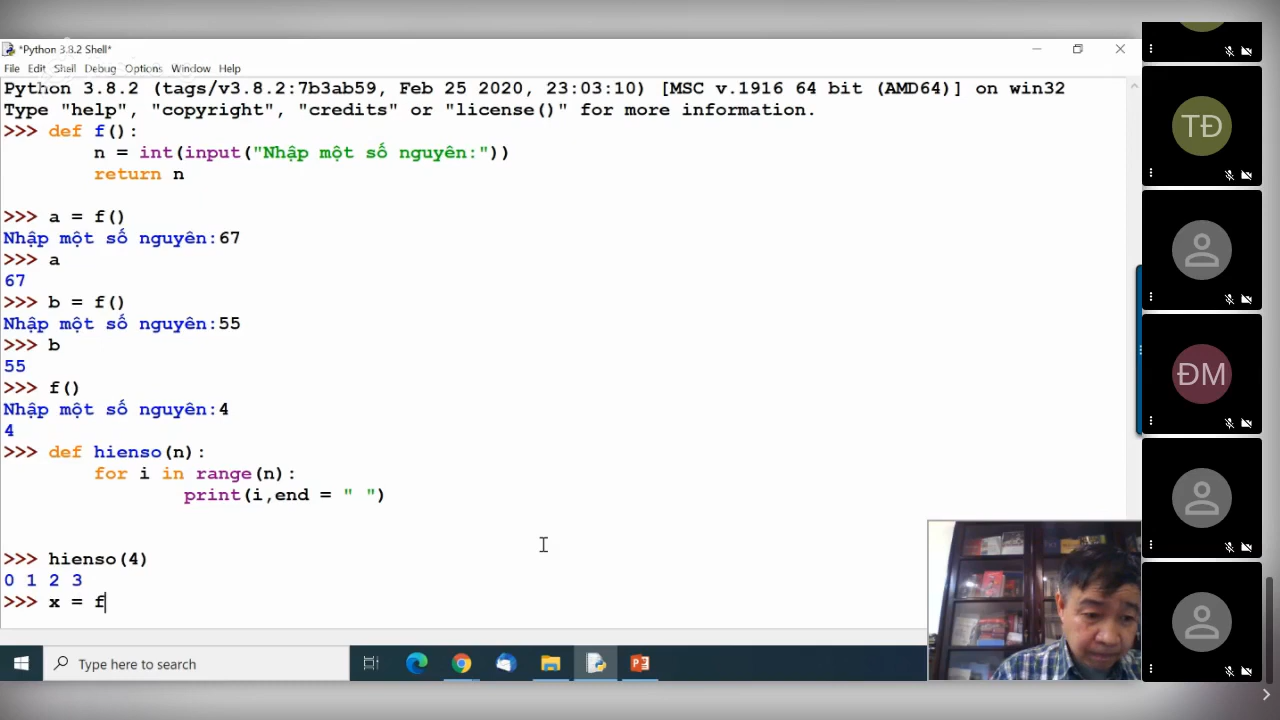 *Python 3.8.2 Shell*
File Edit Shell Debug Options Window Help
Python 3.8.2 (tags/v3.8.2:7b3ab59, Feb 25 2020, 23:03:10) [MSC v.1916 64 bit (AMD64)] on win32
Type "help", "copyright", "credits" or "license()" for more information.
>>> def f():
        n = int(input("Nhập một số nguyên:"))
        return n
>>> a = f()
Nhập một số nguyên:67
>>> a
67
>>> b = f()
Nhập một số nguyên:55
>>> b
55
>>> f()
Nhập một số nguyên:4
4
>>> def hienso(n):
        for i in range(n):
                print(i,end = " ")
>>> hienso(4)
0 1 2 3
>>> x = f
Type here to search
TĐ
ĐM